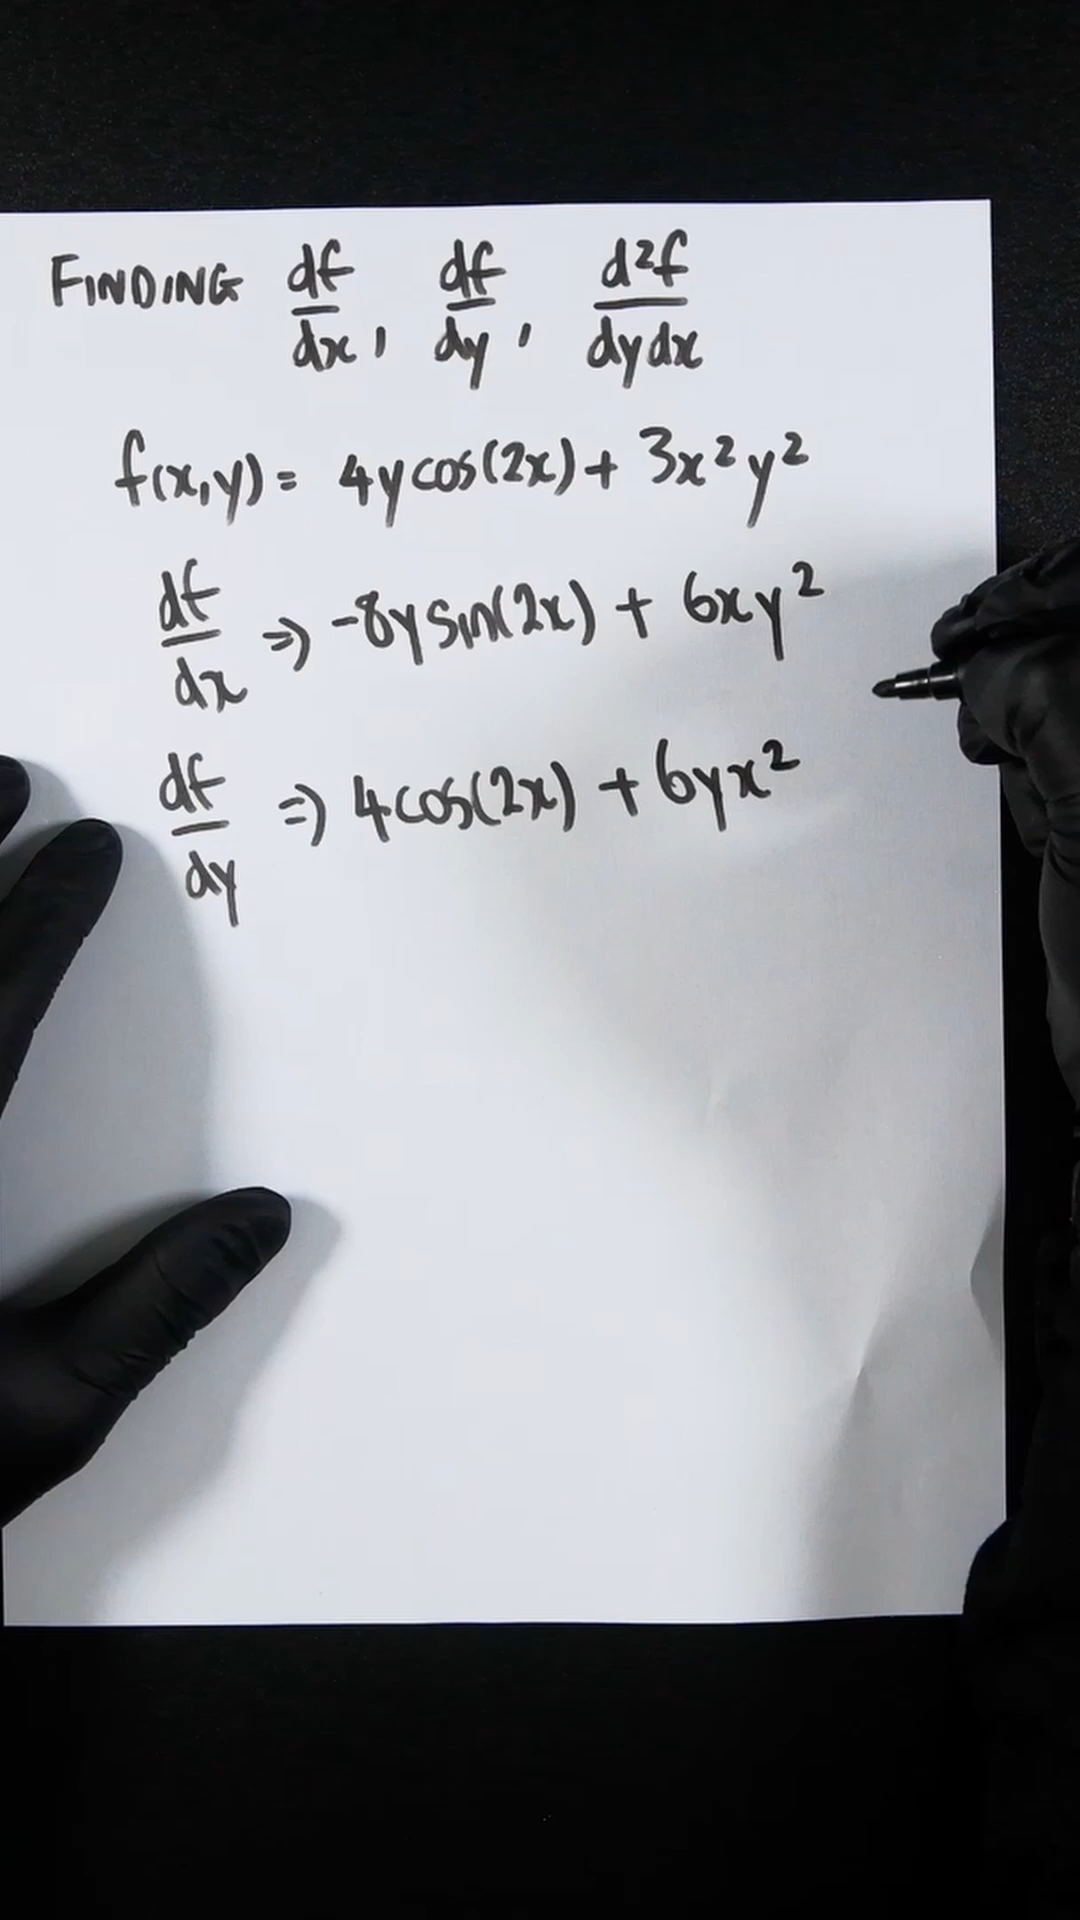 FINDING df/dx, df/dy, d²f/dydx
f(x,y) = 4ycos(2x) + 3x²y²
df/dx => -8ysin(2x) + 6xy²
df/dy => 4cos(2x) + 6yx²